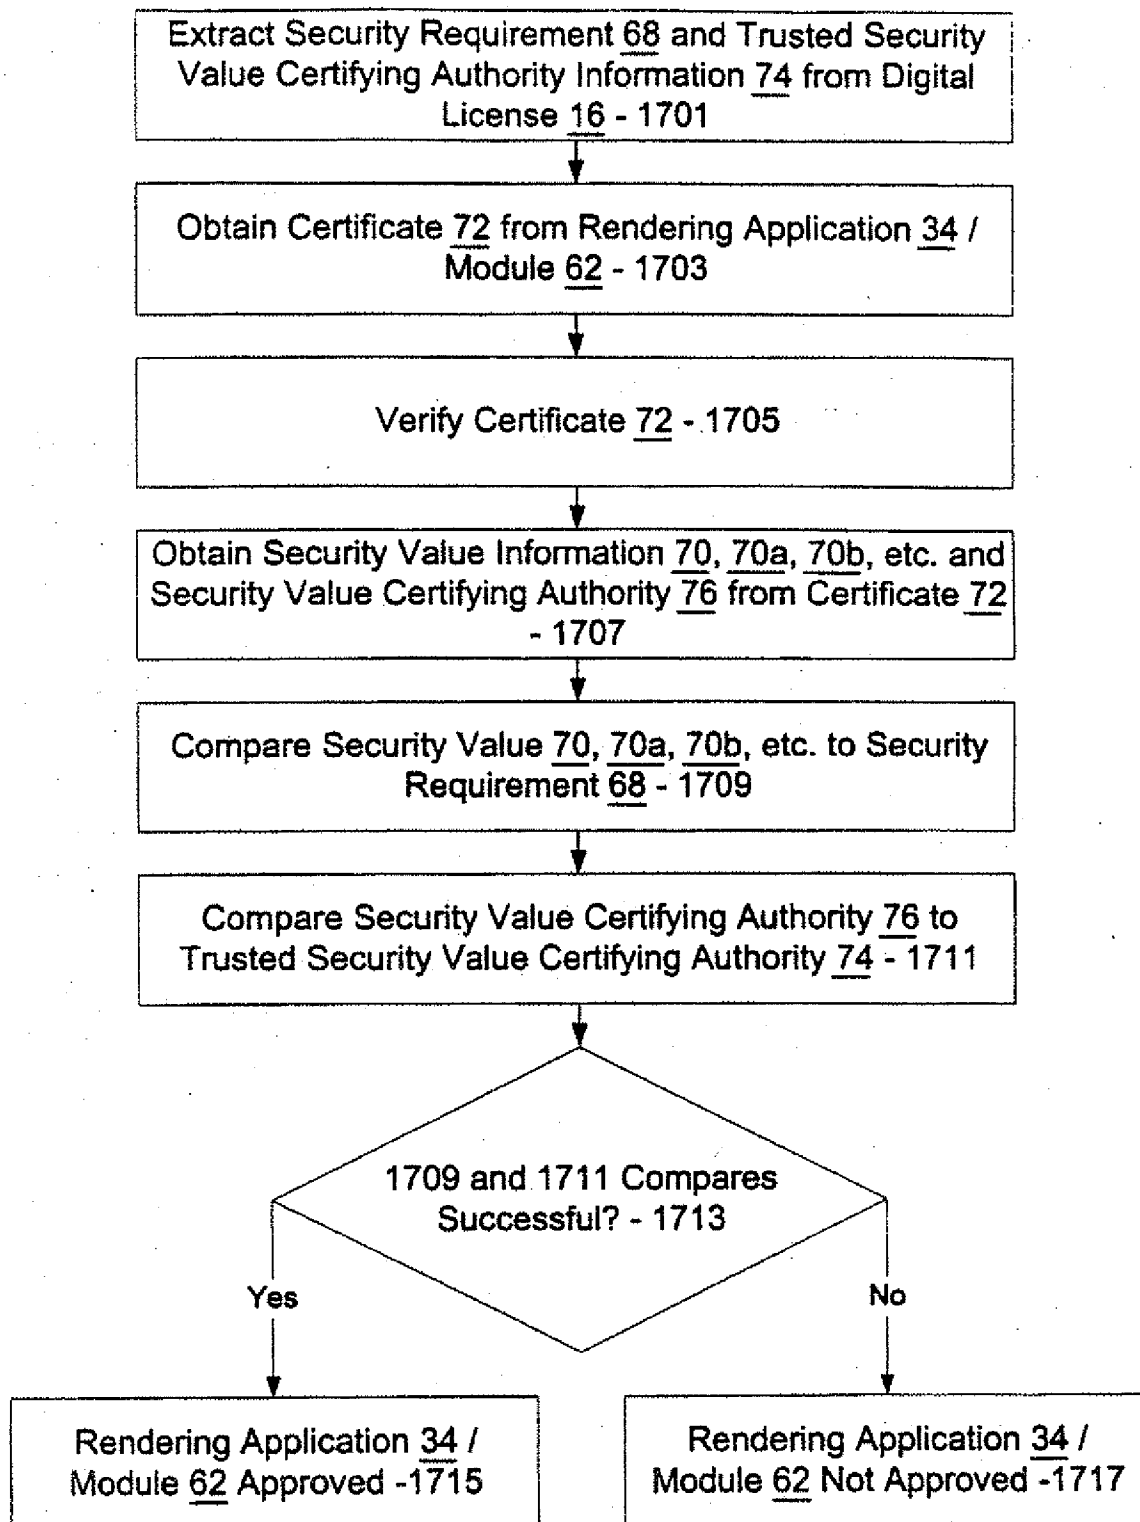 Extract Security Requirement 68 and Trusted Security
Value Certifying Authority Information 74 from Digital
License 16 - 1701
Obtain Certificate 72 from Rendering Application 34 /
Module 62 - 1703
Verify Certificate 72 - 1705
Obtain Security Value Information 70, 70a, 70b, etc. and
Security Value Certifying Authority 76 from Certificate 72
- 1707
Compare Security Value 70, 70a, 70b, etc. to Security
Requirement 68 - 1709
Compare Security Value Certifying Authority 76 to
Trusted Security Value Certifying Authority 74 - 1711
1709 and 1711 Compares
Successful? - 1713
Yes
No
Rendering Application 34 /
Module 62 Approved -1715
Rendering Application 34 /
Module 62 Not Approved -1717